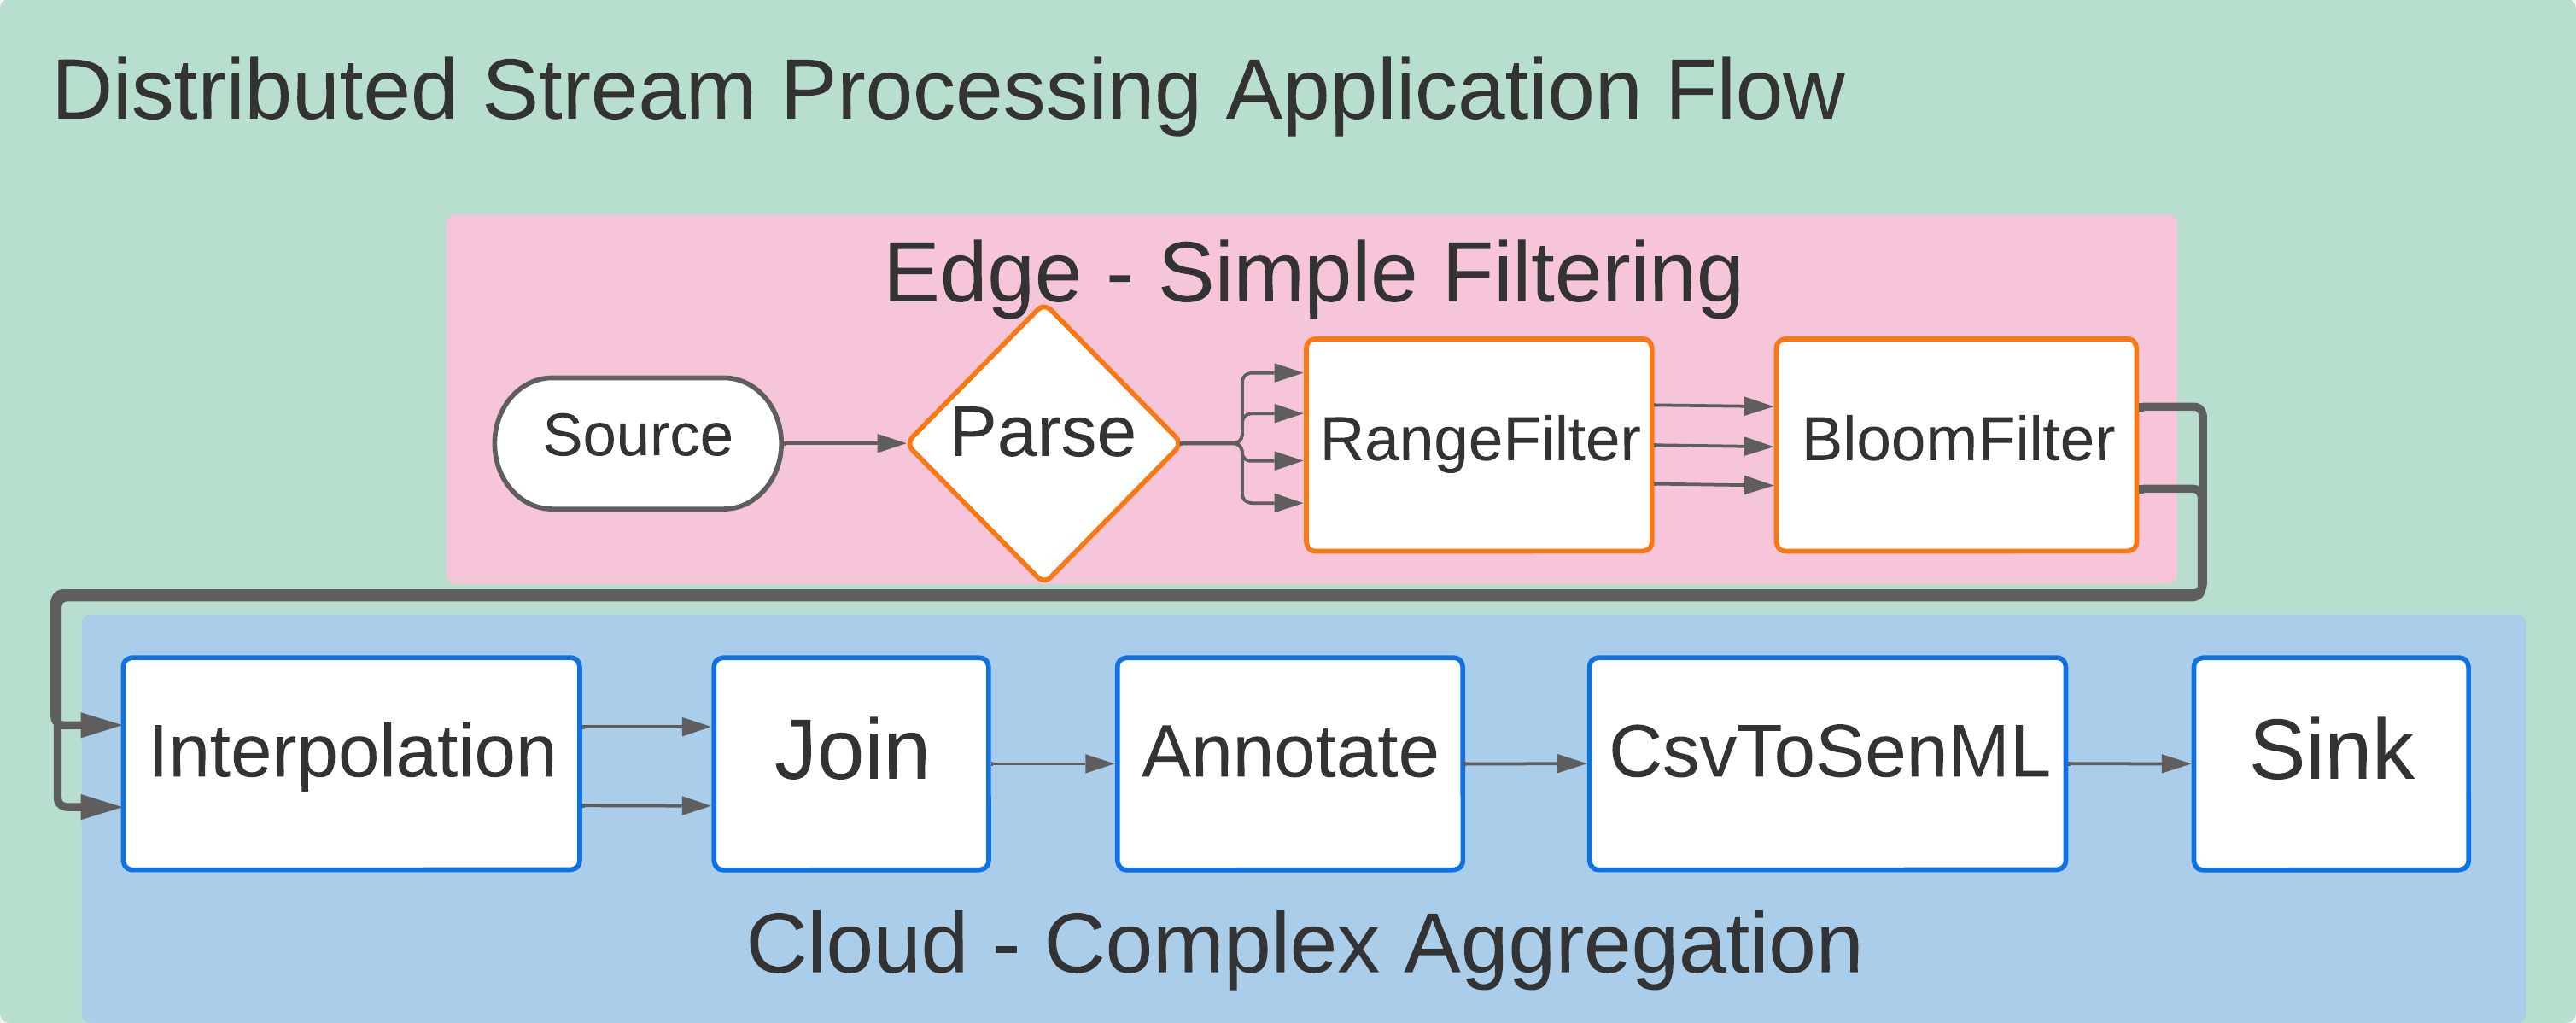 Distributed Stream Processing Application Flow
Edge - Simple Filtering
Source
Parse
RangeFilter
BloomFilter
Interpolation
Join
Annotate
CsvToSenML
Sink
Cloud - Complex Aggregation